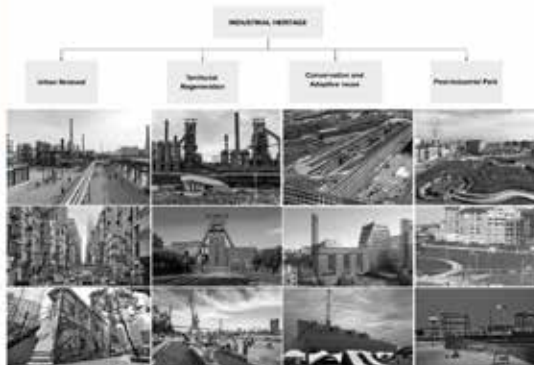 INDUSTRIAL HERITAGE
Urban Renewal
Territorial
Regeneration
Conservation and
Adaptive reuse
Post-Industrial Park